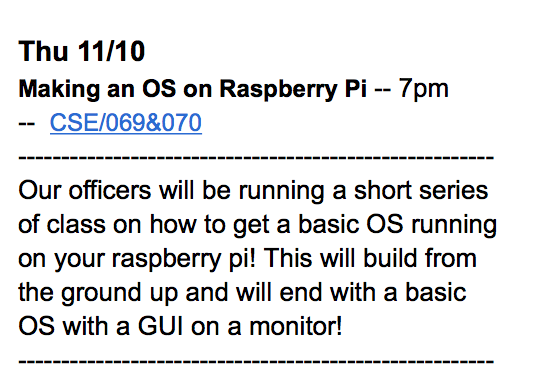 Thu 11/10
Making an OS on Raspberry Pi -- 7pm
-- CSE/069&070
-------------------------------------------------------
Our officers will be running a short series
of class on how to get a basic OS running
on your raspberry pi! This will build from
the ground up and will end with a basic
OS with a GUI on a monitor!
-------------------------------------------------------